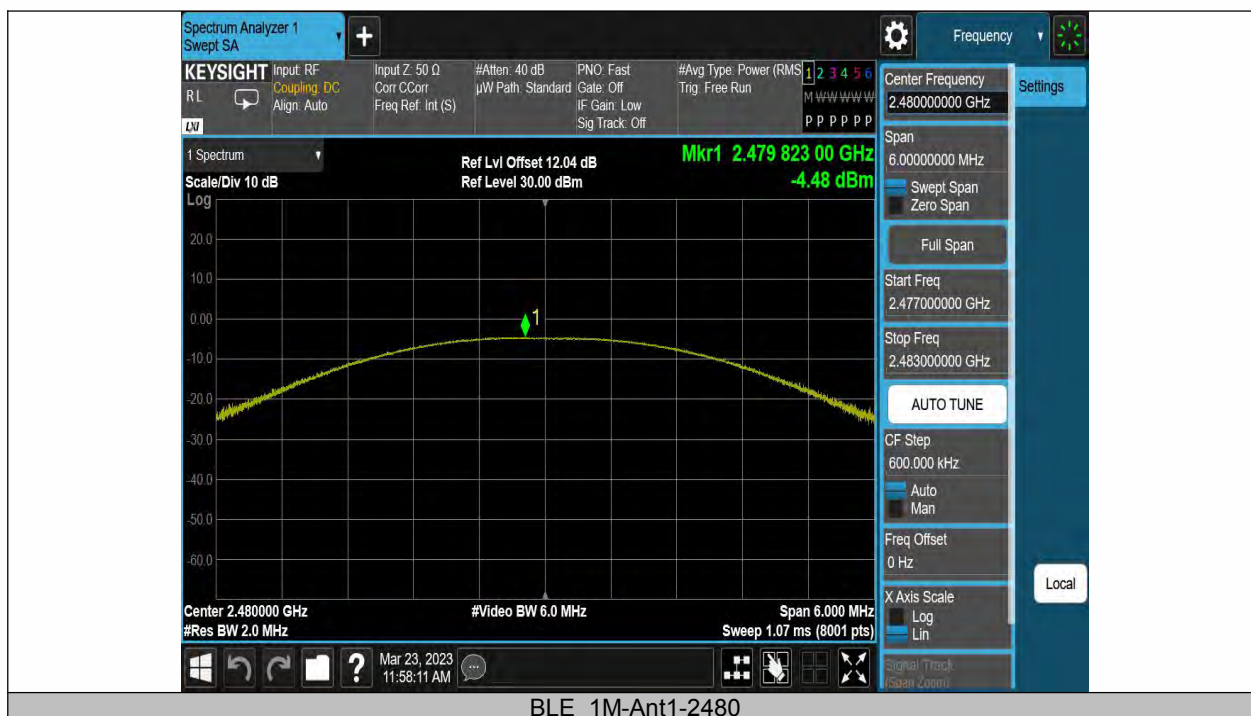 Spectrum Analyzer 1
Swept SA
+
Frequency
KEYSIGHT
RL
LXI
Input: RF
Coupling: DC
Align: Auto
Input Z: 50 Ω
Corr CCorr
Freq Ref: Int (S)
#Atten: 40 dB
µW Path: Standard
PNO: Fast
Gate: Off
IF Gain: Low
Sig Track: Off
#Avg Type: Power (RMS
Trig: Free Run
1 2 3 4 5 6
M W W W W W
P P P P P P
Center Frequency
2.480000000 GHz
Settings
1 Spectrum
Scale/Div 10 dB
Ref Lvl Offset 12.04 dB
Ref Level 30.00 dBm
Mkr1 2.479 823 00 GHz
-4.48 dBm
Span
6.00000000 MHz
Swept Span
Zero Span
Full Span
Start Freq
2.477000000 GHz
Stop Freq
2.483000000 GHz
AUTO TUNE
CF Step
600.000 kHz
Auto
Man
Freq Offset
0 Hz
X Axis Scale
Log
Lin
Signal Track
(Span Zoom)
Local
Log
20.0
10.0
0.00
-10.0
-20.0
-30.0
-40.0
-50.0
-60.0
1
Center 2.480000 GHz
#Res BW 2.0 MHz
#Video BW 6.0 MHz
Span 6.000 MHz
Sweep 1.07 ms (8001 pts)
?
Mar 23, 2023
11:58:11 AM
BLE_1M-Ant1-2480